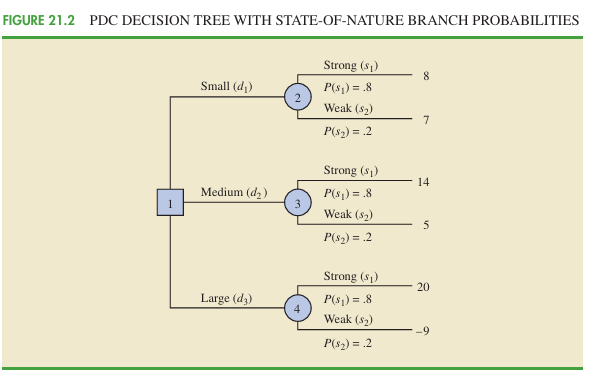 FIGURE 21.2 PDC DECISION TREE WITH STATE-OF-NATURE BRANCH PROBABILITIES
Strong (s₁)
8
Small (d₁)
P(s₁) = .8
2
Weak (s₂)
7
P(s₂) = .2
Strong (s₁)
14
Medium (d₂)
P(s₁) = .8
1
3
Weak (s₂)
5
P(s₂) = .2
Strong (s₁)
20
Large (d₃)
P(s₁) = .8
4
Weak (s₂)
–9
P(s₂) = .2